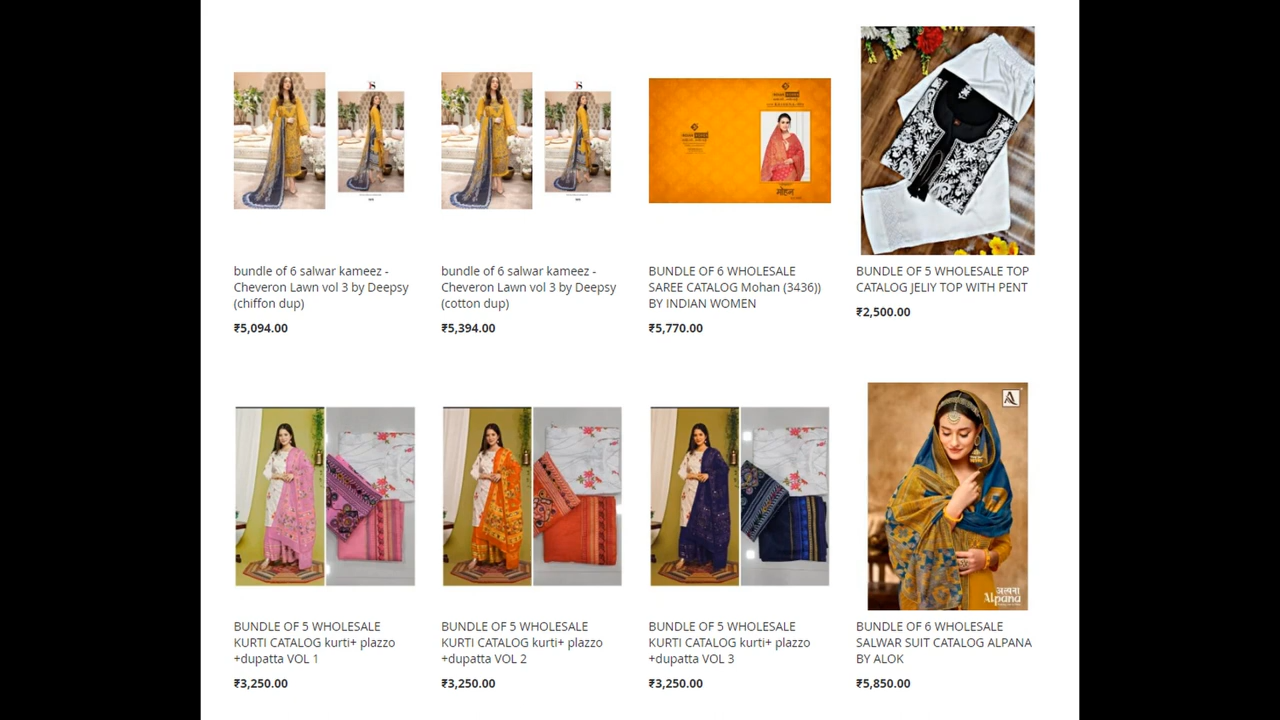 bundle of 6 salwar kameez -
Cheveron Lawn vol 3 by Deepsy
(chiffon dup)
₹5,094.00
bundle of 6 salwar kameez -
Cheveron Lawn vol 3 by Deepsy
(cotton dup)
₹5,394.00
मोहन
BUNDLE OF 6 WHOLESALE
SAREE CATALOG Mohan (3436))
BY INDIAN WOMEN
₹5,770.00
BUNDLE OF 5 WHOLESALE TOP
CATALOG JELIY TOP WITH PENT
₹2,500.00
BUNDLE OF 5 WHOLESALE
KURTI CATALOG kurti+ plazzo
+dupatta VOL 1
₹3,250.00
BUNDLE OF 5 WHOLESALE
KURTI CATALOG kurti+ plazzo
+dupatta VOL 2
₹3,250.00
BUNDLE OF 5 WHOLESALE
KURTI CATALOG kurti+ plazzo
+dupatta VOL 3
₹3,250.00
अल्पना
Alpana
BUNDLE OF 6 WHOLESALE
SALWAR SUIT CATALOG ALPANA
BY ALOK
₹5,850.00